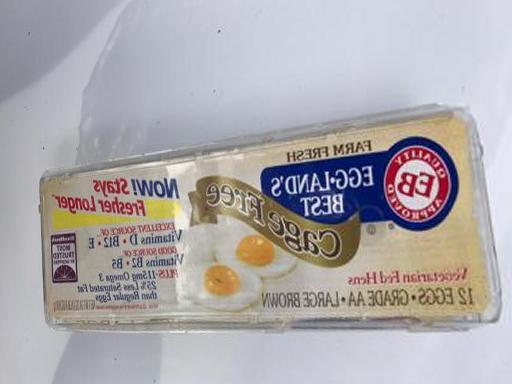 FARM FRESH
QUALITY
EB
APPROVED
EGG•LAND'S
BEST
®
Cage Free
Vegetarian Fed Hens
12 EGGS • GRADE AA • LARGE BROWN
Now! Stays
Fresher Longer
EXCELLENT SOURCE OF...
Vitamins D • B12 • E
GOOD SOURCE OF
Vitamins B2 • B5
PLUS • 115mg Omega 3
25% Less Saturated Fat
than Regular Eggs
MOST
TRUSTED